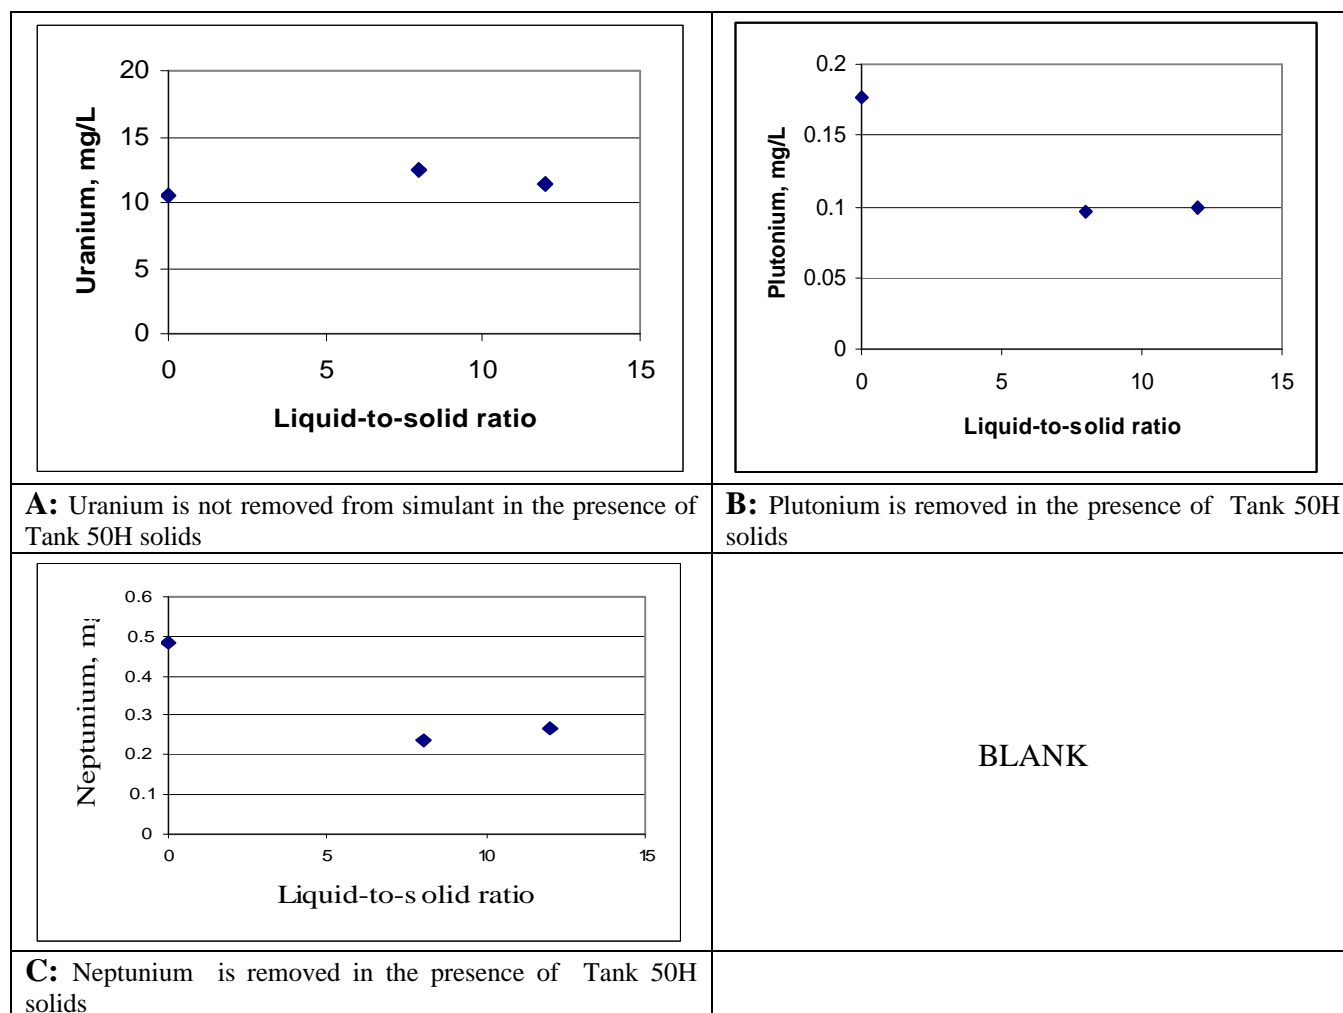 20
15
10
5
0
0 5 10 15
Uranium, mg/L
Liquid-to-solid ratio
0.2
0.15
0.1
0.05
0
0 5 10 15
Plutonium, mg/L
Liquid-to-solid ratio
A: Uranium is not removed from simulant in the presence of
Tank 50H solids
B: Plutonium is removed in the presence of Tank 50H
solids
0.6
0.5
0.4
0.3
0.2
0.1
0
0 5 10 15
Neptunium,
Liquid-to-s olid ratio
BLANK
C: Neptunium is removed in the presence of Tank 50H
solids